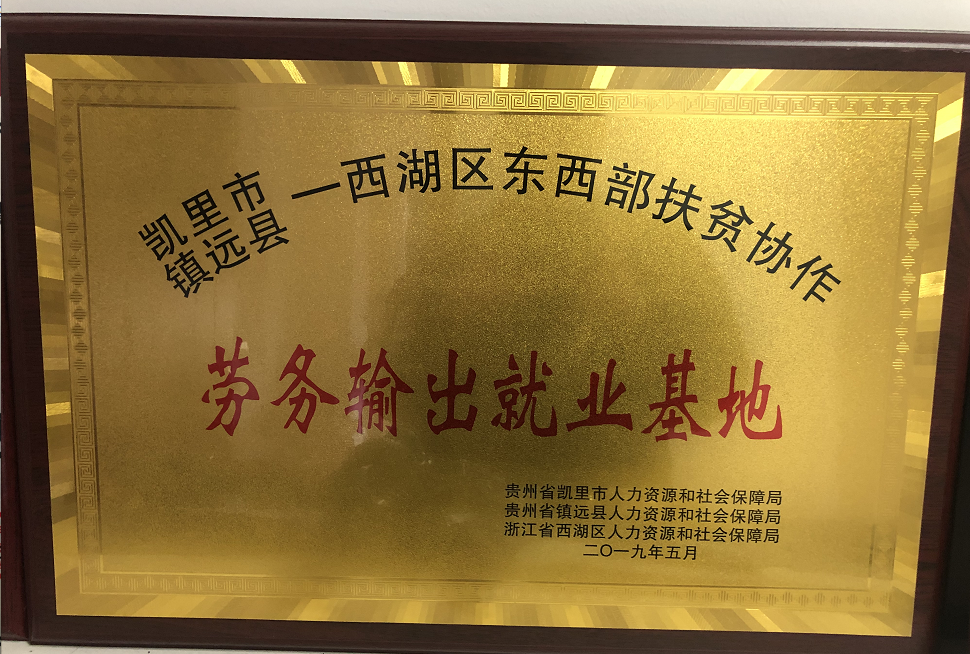 凯里市
镇远县
—西湖区东西部扶贫协作
劳务输出就业基地
贵州省凯里市人力资源和社会保障局
贵州省镇远县人力资源和社会保障局
浙江省西湖区人力资源和社会保障局
二〇一九年五月